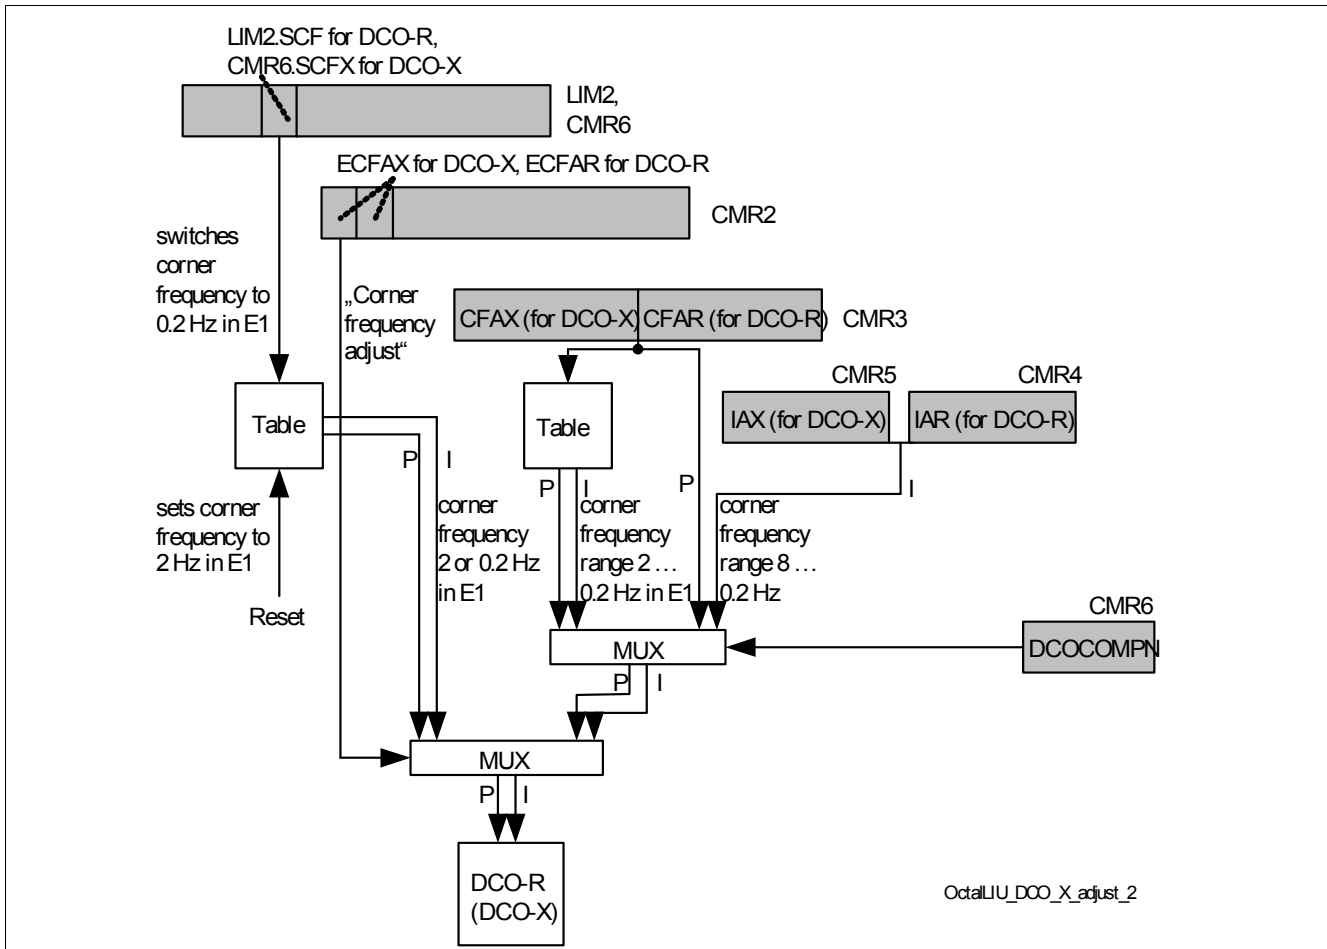 LIM2.SCF for DCO-R,
CMR6.SCFX for DCO-X
LIM2,
CMR6
ECFAX for DCO-X, ECFAR for DCO-R
CMR2
switches
corner
frequency to
0.2 Hz in E1
„Corner
frequency
adjust“
CFAX (for DCO-X)
CFAR (for DCO-R)
CMR3
CMR5
CMR4
IAX (for DCO-X)
IAR (for DCO-R)
Table
Table
P
I
P
I
P
I
sets corner
frequency to
2 Hz in E1
Reset
corner
frequency
2 or 0.2 Hz
in E1
corner
frequency
range 2 …
0.2 Hz in E1
corner
frequency
range 8 …
0.2 Hz
CMR6
DCOCOMPN
MUX
P
I
MUX
P
I
DCO-R
(DCO-X)
OctalLIU_DCO_X_adjust_2